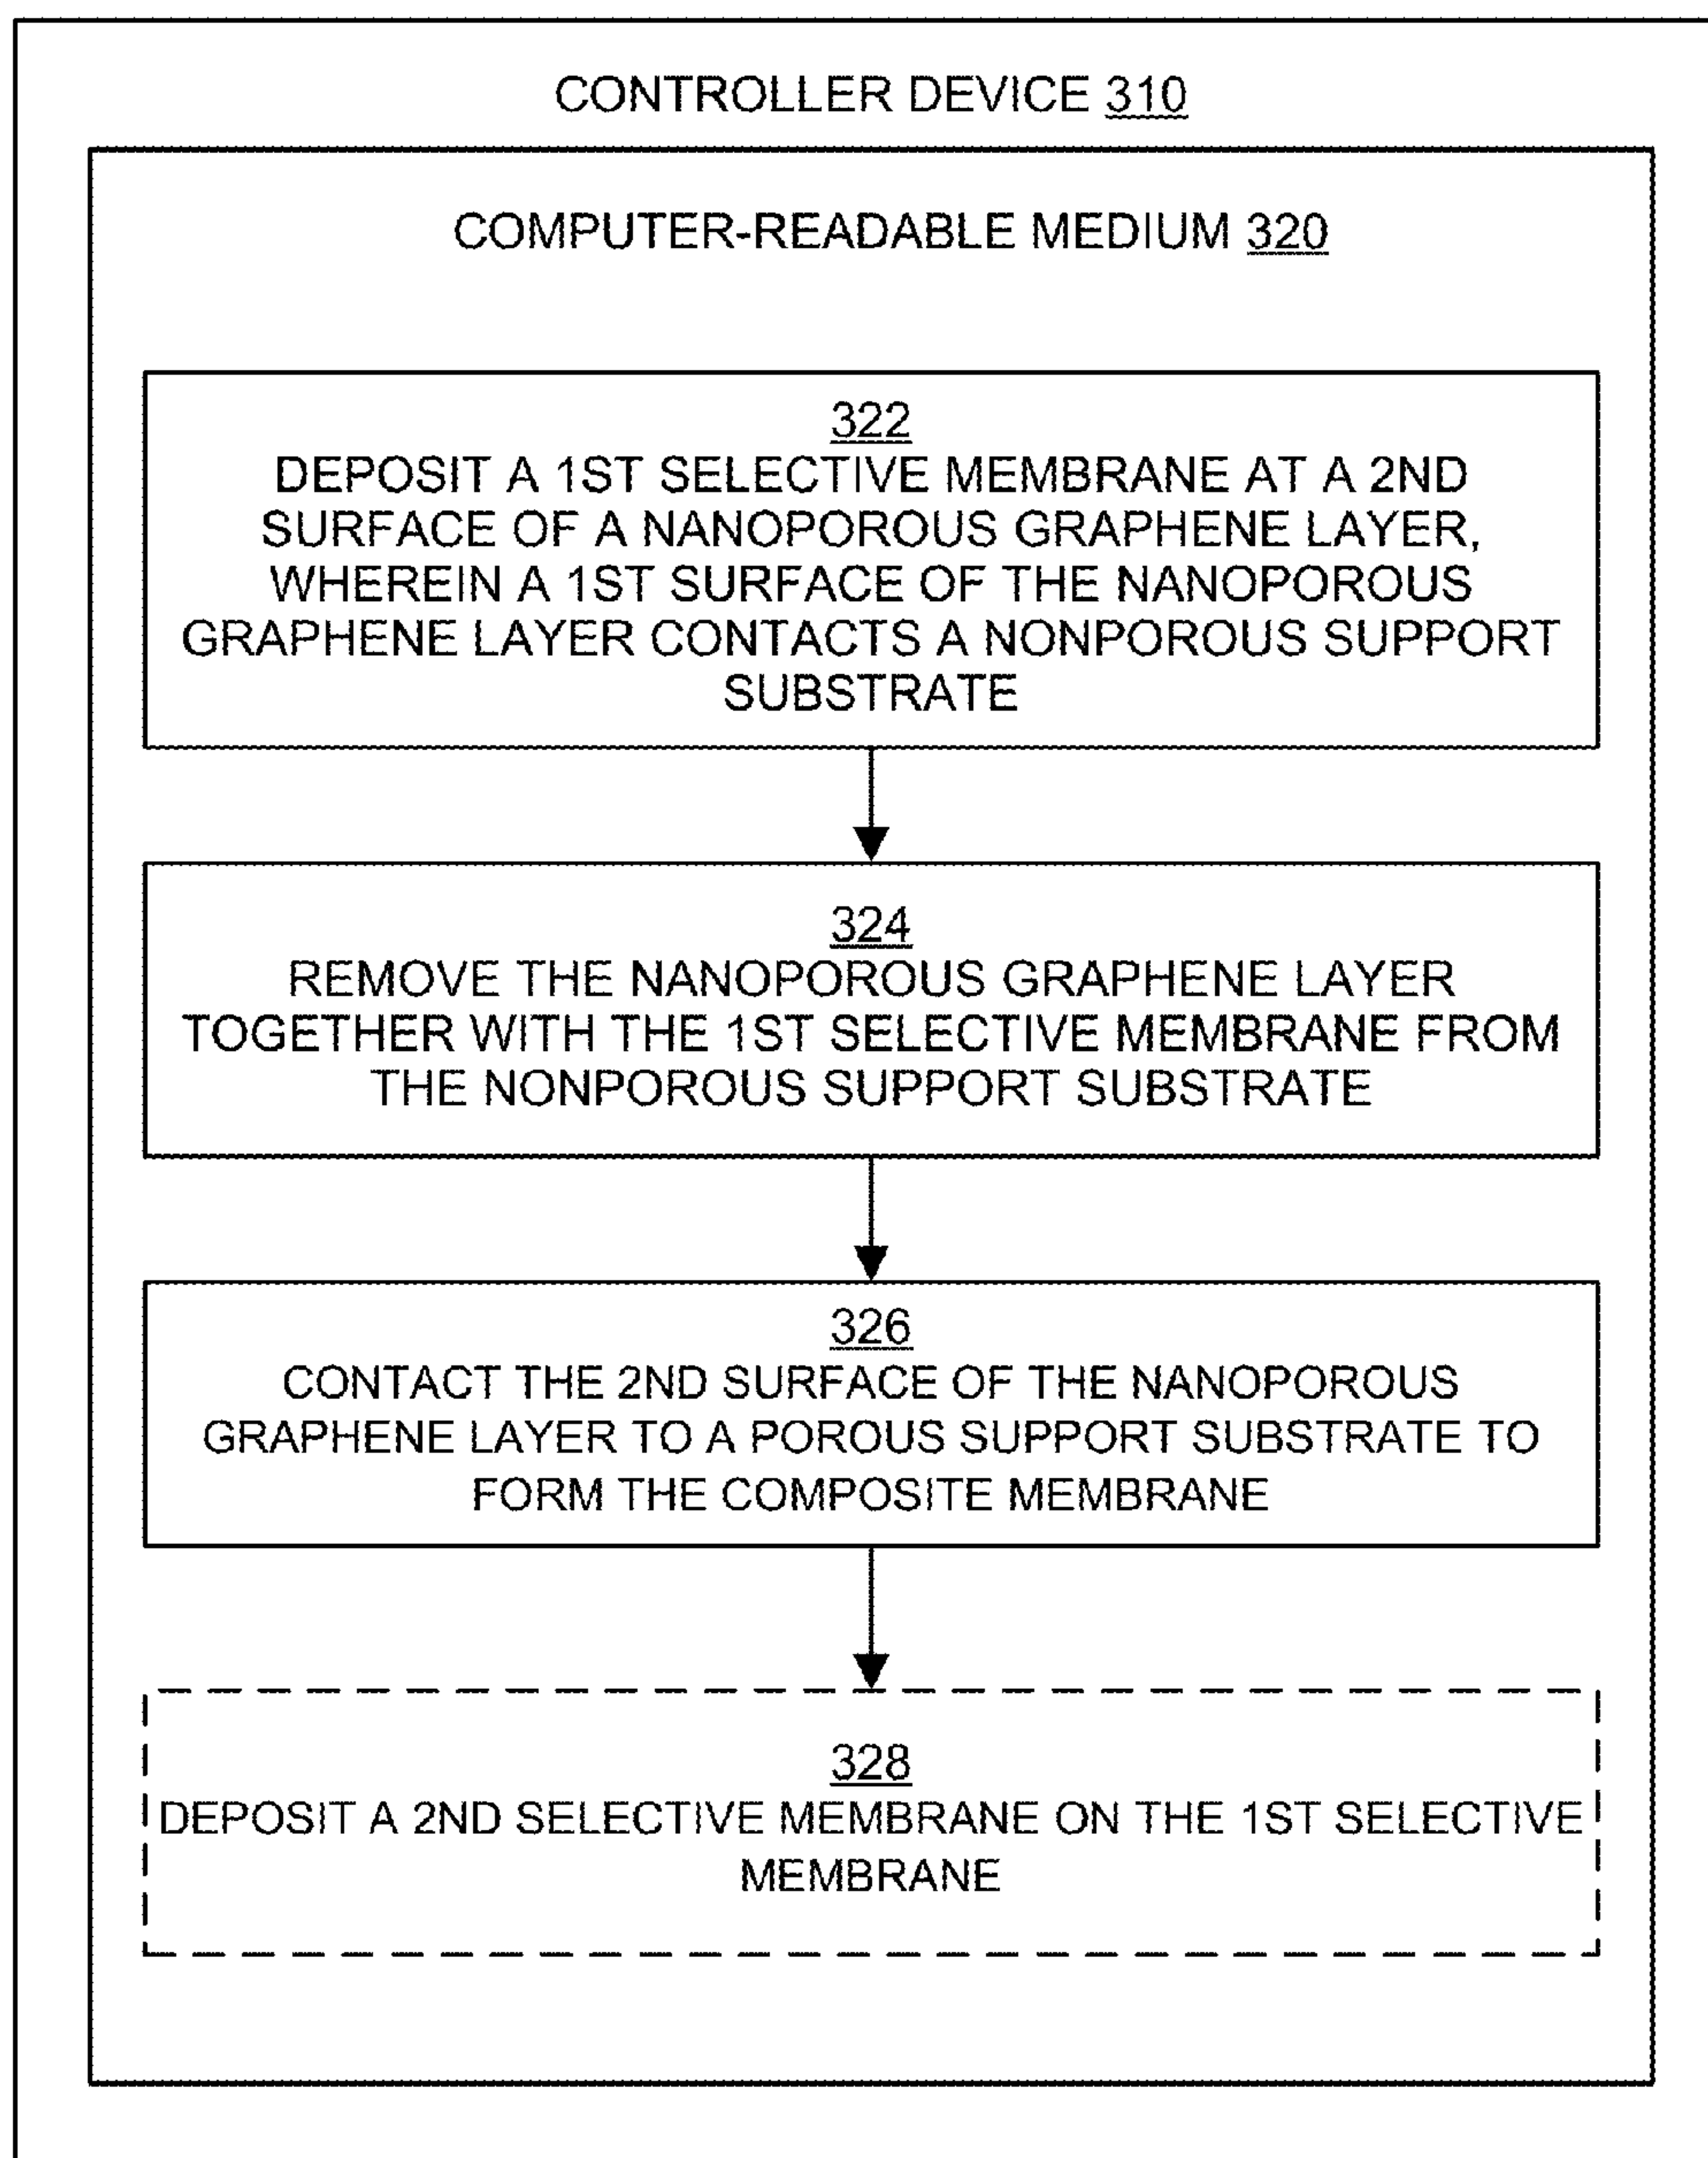 CONTROLLER DEVICE 310
COMPUTER-READABLE MEDIUM 320
322
DEPOSIT A 1ST SELECTIVE MEMBRANE AT A 2ND
SURFACE OF A NANOPOROUS GRAPHENE LAYER,
WHEREIN A 1ST SURFACE OF THE NANOPOROUS
GRAPHENE LAYER CONTACTS A NONPOROUS SUPPORT
SUBSTRATE
324
REMOVE THE NANOPOROUS GRAPHENE LAYER
TOGETHER WITH THE 1ST SELECTIVE MEMBRANE FROM
THE NONPOROUS SUPPORT SUBSTRATE
326
CONTACT THE 2ND SURFACE OF THE NANOPOROUS
GRAPHENE LAYER TO A POROUS SUPPORT SUBSTRATE TO
FORM THE COMPOSITE MEMBRANE
328
DEPOSIT A 2ND SELECTIVE MEMBRANE ON THE 1ST SELECTIVE
MEMBRANE